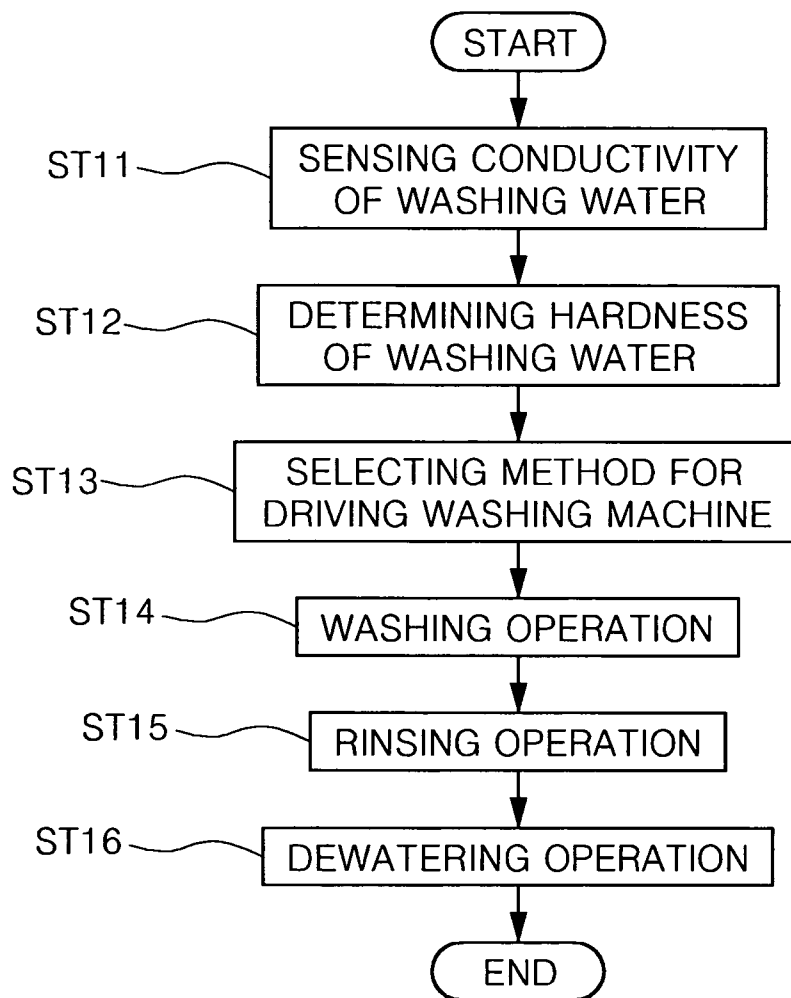 START
ST11
SENSING CONDUCTIVITY
OF WASHING WATER
ST12
DETERMINING HARDNESS
OF WASHING WATER
ST13
SELECTING METHOD FOR
DRIVING WASHING MACHINE
ST14
WASHING OPERATION
ST15
RINSING OPERATION
ST16
DEWATERING OPERATION
END